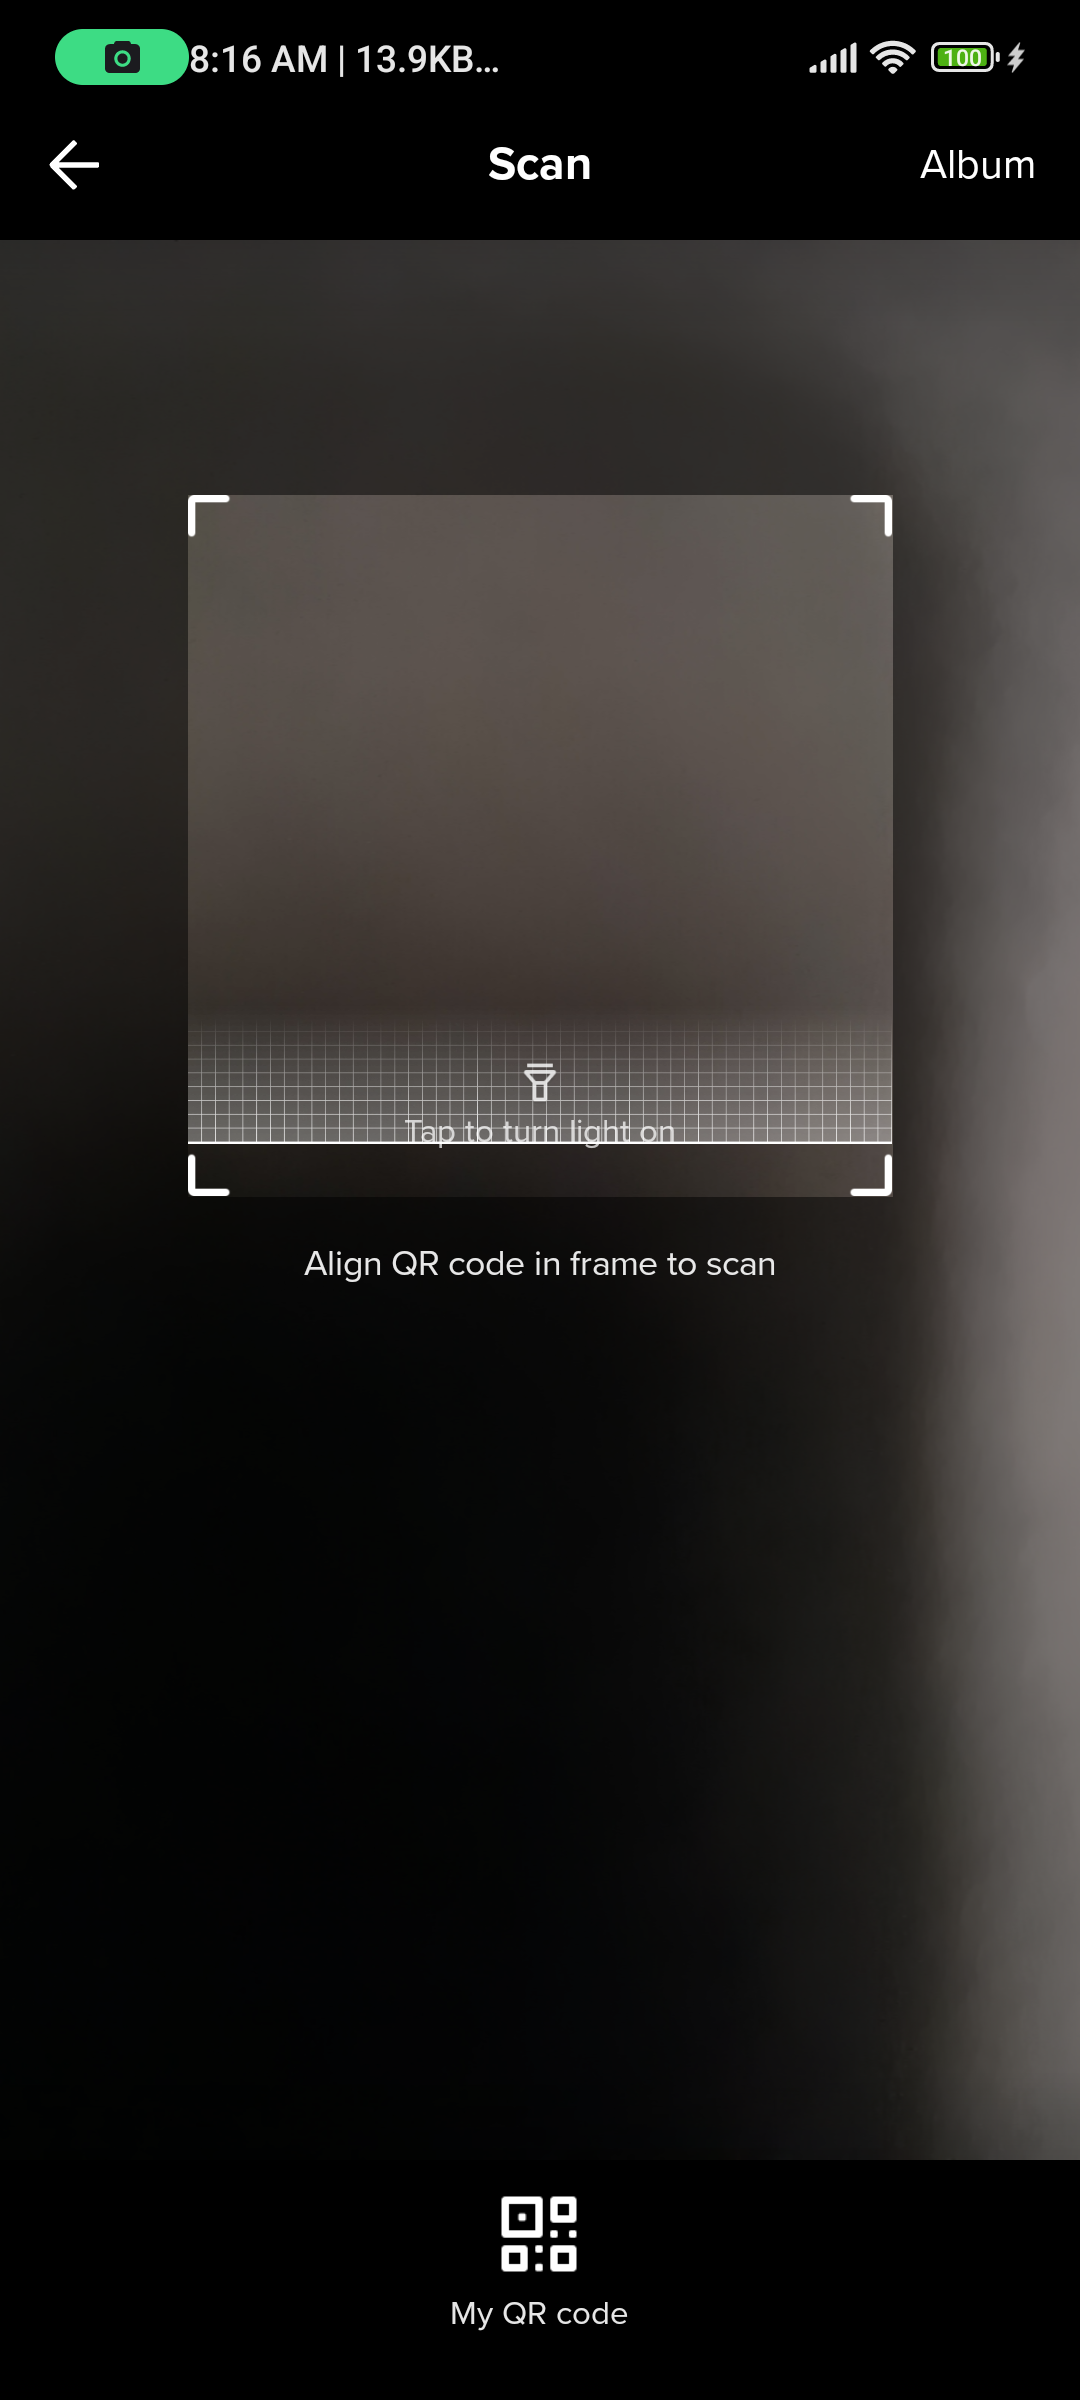 8:16 AM | 13.9KB...
100
Scan
Album
Tap to turn light on
Align QR code in frame to scan
My QR code